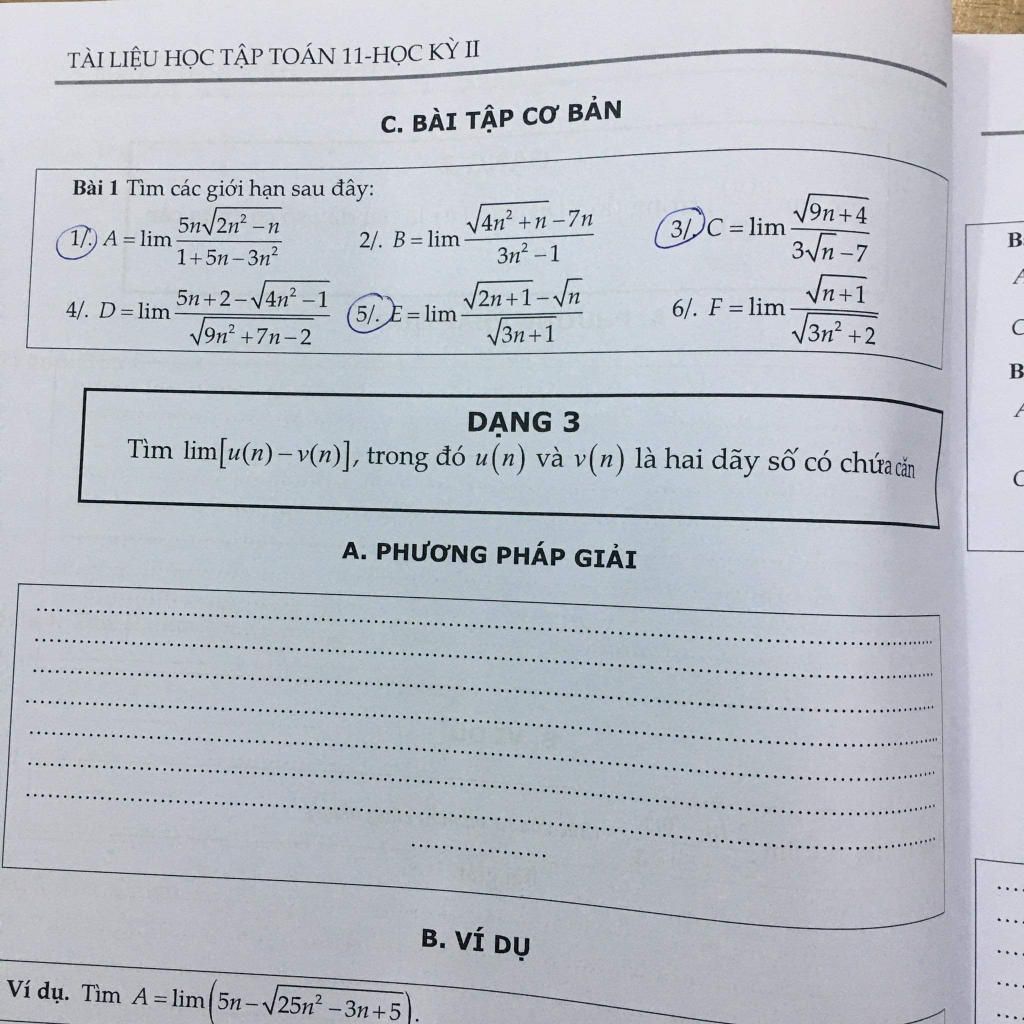 TÀI LIỆU HỌC TẬP TOÁN 11-HỌC KỲ II
C. BÀI TẬP CƠ BẢN
Bài 1 Tìm các giới hạn sau đây:
1/. A = lim (5n√(2n² − n))/(1 + 5n − 3n²) 2/. B = lim (√(4n² + n) − 7n)/(3n² − 1) 3/. C = lim √(9n + 4)/(3√n − 7)
4/. D = lim (5n + 2 − √(4n² − 1))/√(9n² + 7n − 2) 5/. E = lim (√(2n + 1) − √n)/√(3n + 1) 6/. F = lim √(n + 1)/√(3n² + 2)
DẠNG 3
Tìm lim[u(n) − v(n)], trong đó u(n) và v(n) là hai dãy số có chứa căn
A. PHƯƠNG PHÁP GIẢI
B. VÍ DỤ
Ví dụ. Tìm A = lim(5n − √(25n² − 3n + 5)).